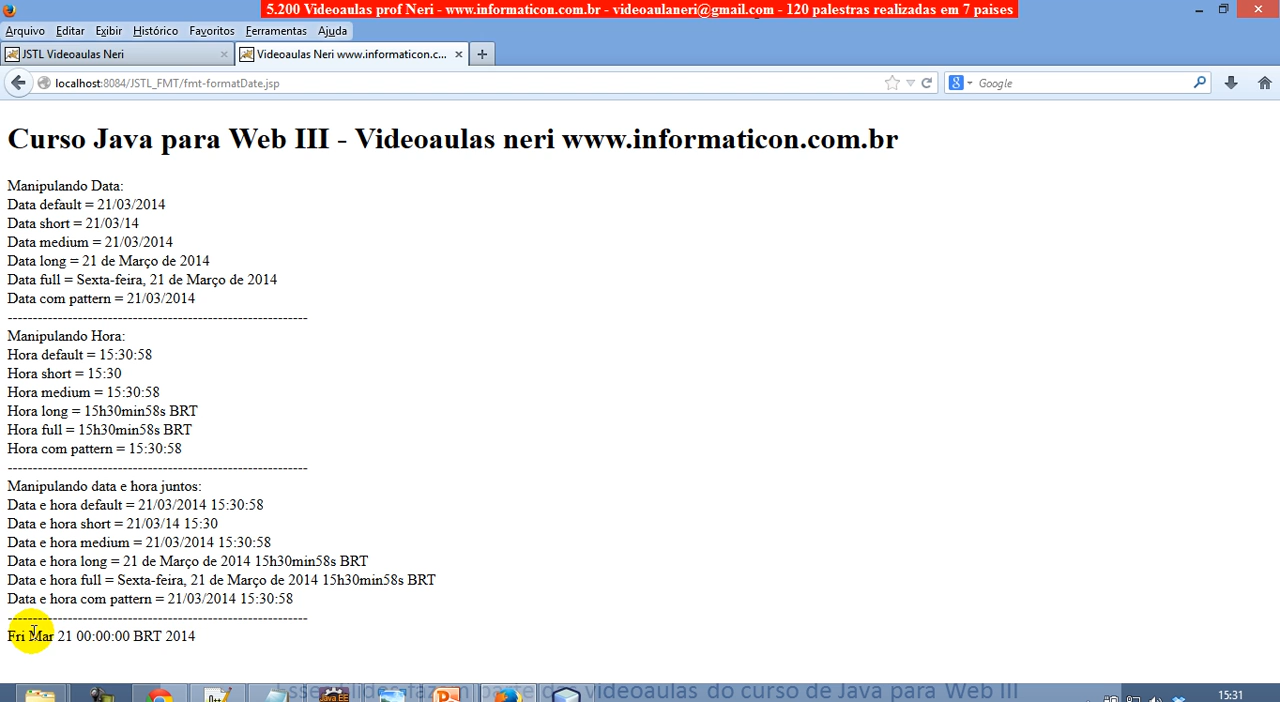 5.200 Videoaulas prof Neri - www.informaticon.com.br - videoaulaneri@gmail.com - 120 palestras realizadas em 7 paises
Arquivo Editar Exibir Histórico Favoritos Ferramentas Ajuda
JSTL Videoaulas Neri × Videoaulas Neri www.informaticon.c... × +
localhost:8084/JSTL_FMT/fmt-formatDate.jsp Google
Curso Java para Web III - Videoaulas neri www.informaticon.com.br
Manipulando Data:
Data default = 21/03/2014
Data short = 21/03/14
Data medium = 21/03/2014
Data long = 21 de Março de 2014
Data full = Sexta-feira, 21 de Março de 2014
Data com pattern = 21/03/2014
------------------------------------------------------------
Manipulando Hora:
Hora default = 15:30:58
Hora short = 15:30
Hora medium = 15:30:58
Hora long = 15h30min58s BRT
Hora full = 15h30min58s BRT
Hora com pattern = 15:30:58
------------------------------------------------------------
Manipulando data e hora juntos:
Data e hora default = 21/03/2014 15:30:58
Data e hora short = 21/03/14 15:30
Data e hora medium = 21/03/2014 15:30:58
Data e hora long = 21 de Março de 2014 15h30min58s BRT
Data e hora full = Sexta-feira, 21 de Março de 2014 15h30min58s BRT
Data e hora com pattern = 21/03/2014 15:30:58
------------------------------------------------------------
Fri Mar 21 00:00:00 BRT 2014
slides fazem parte das videoaulas do curso de Java para Web III
Java EE
15:31